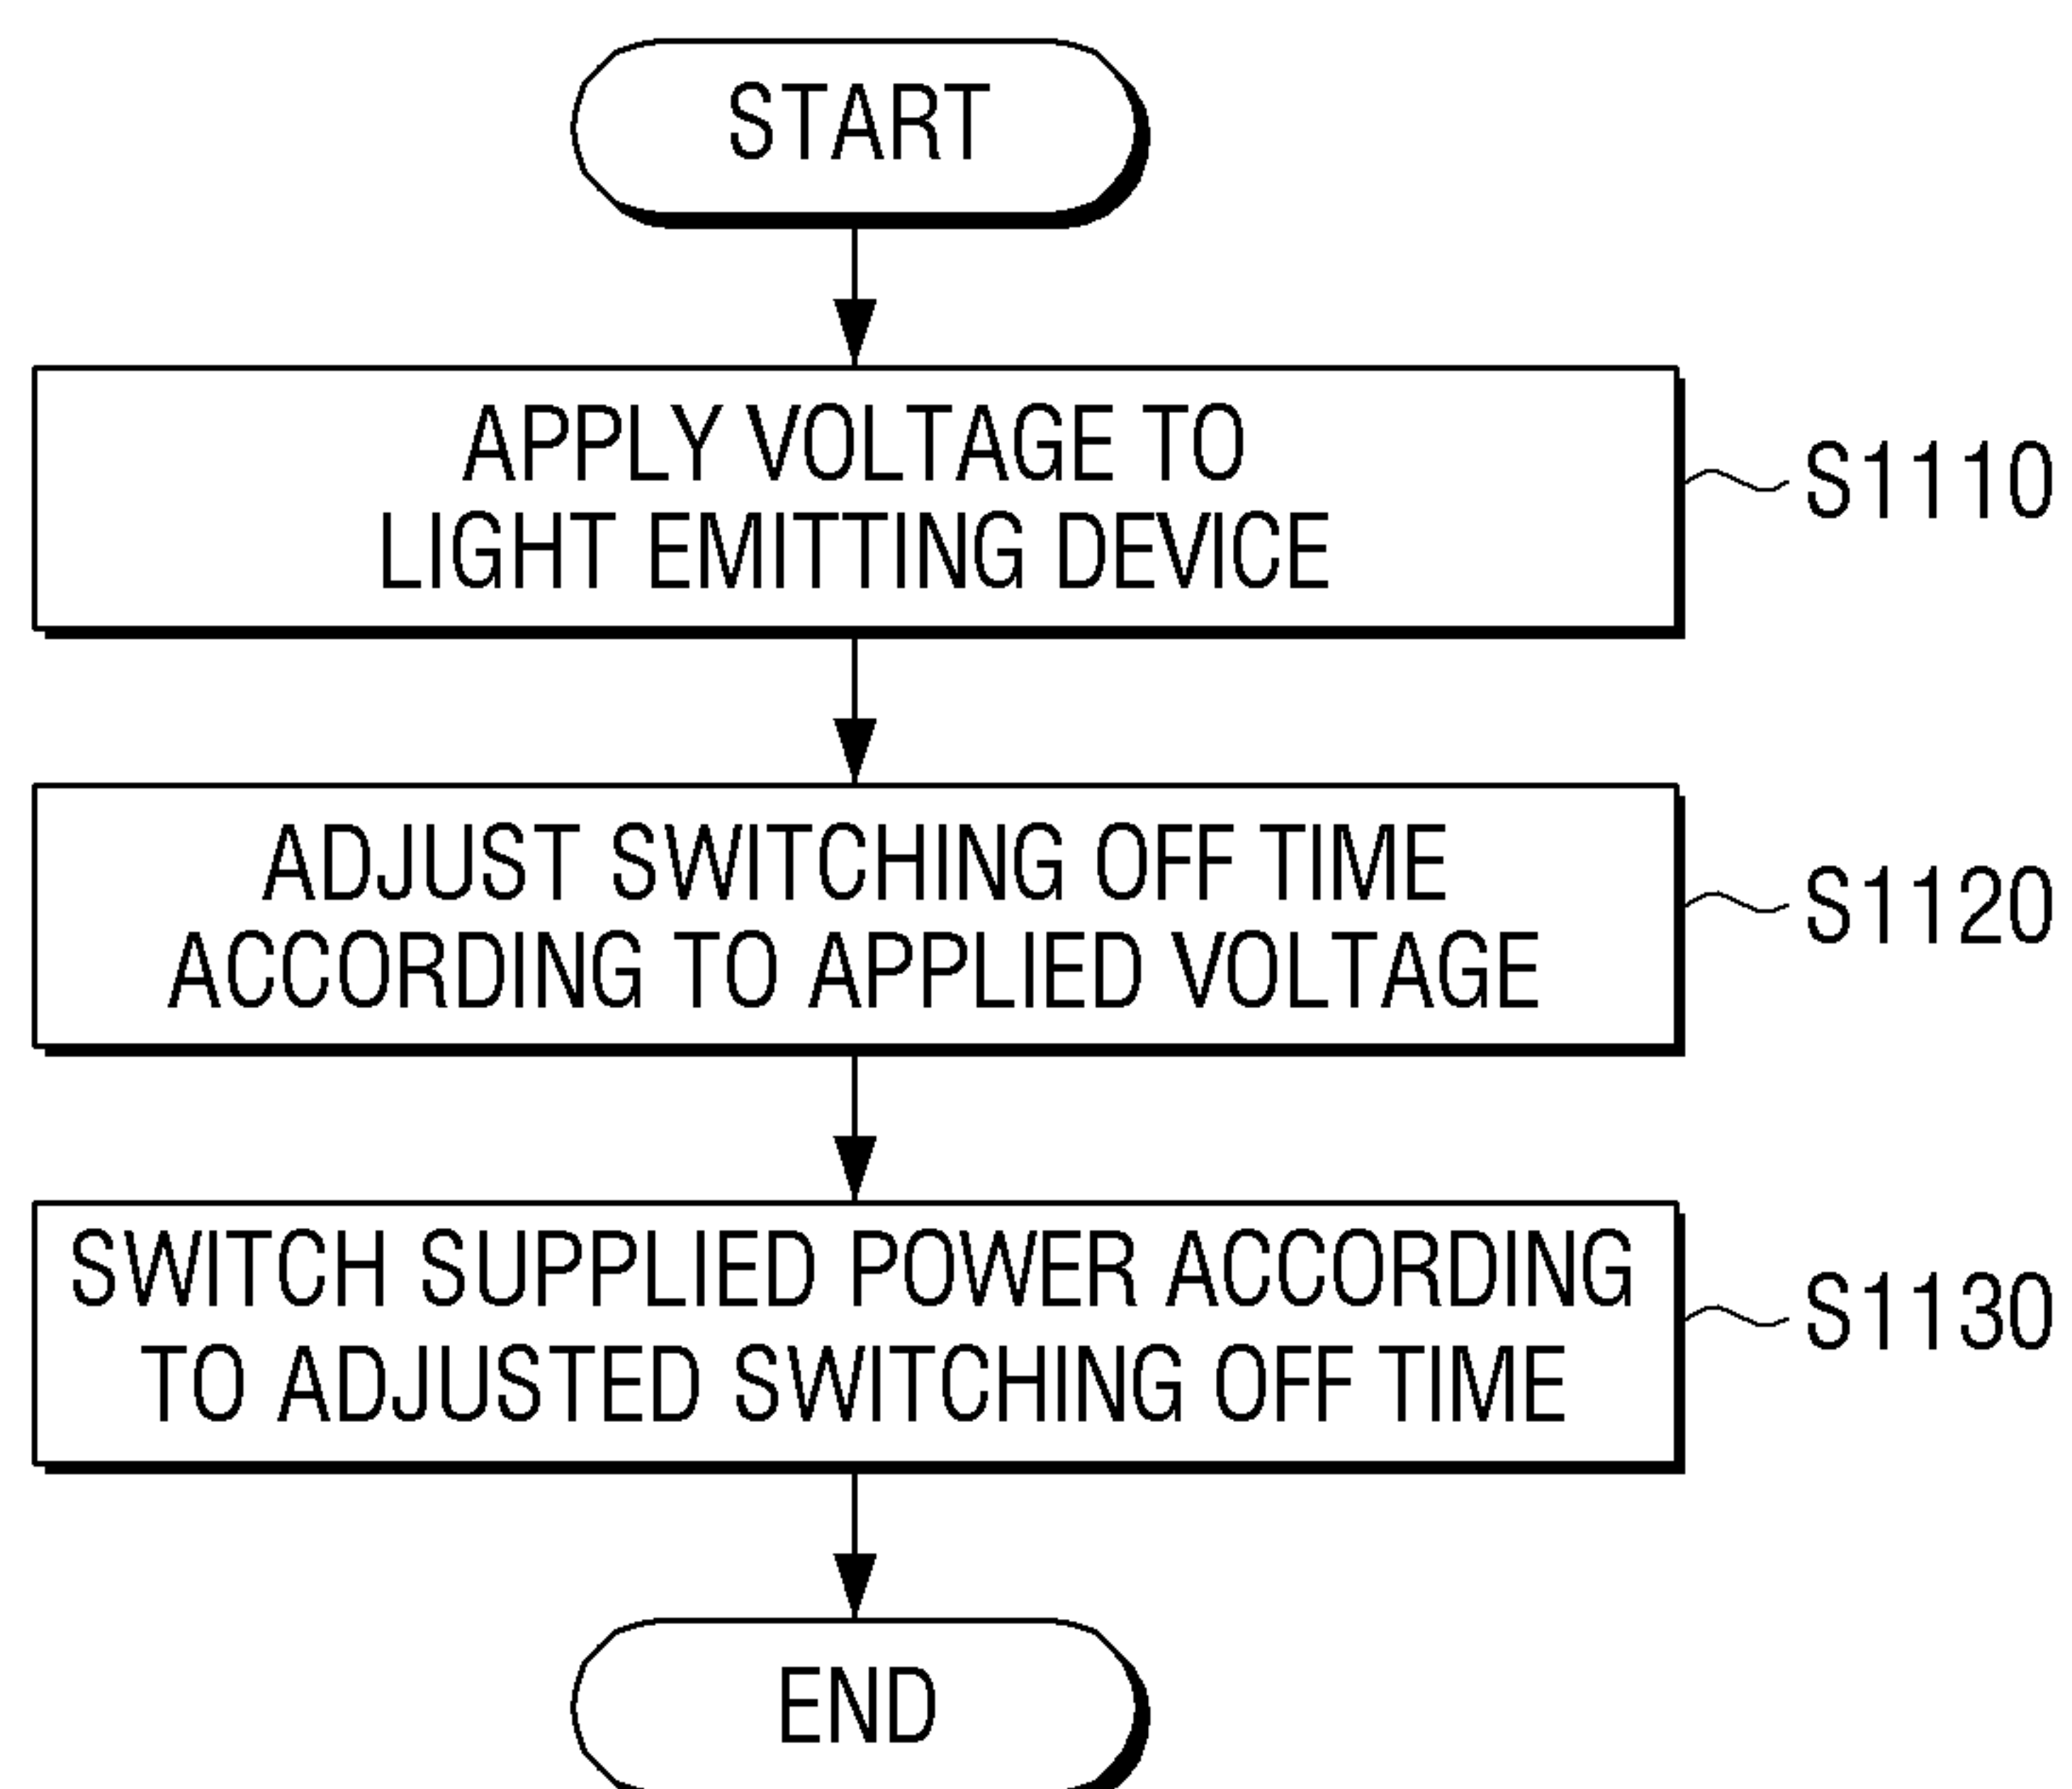 START
APPLY VOLTAGE TO
LIGHT EMITTING DEVICE
S1110
ADJUST SWITCHING OFF TIME
ACCORDING TO APPLIED VOLTAGE
S1120
SWITCH SUPPLIED POWER ACCORDING
TO ADJUSTED SWITCHING OFF TIME
S1130
END